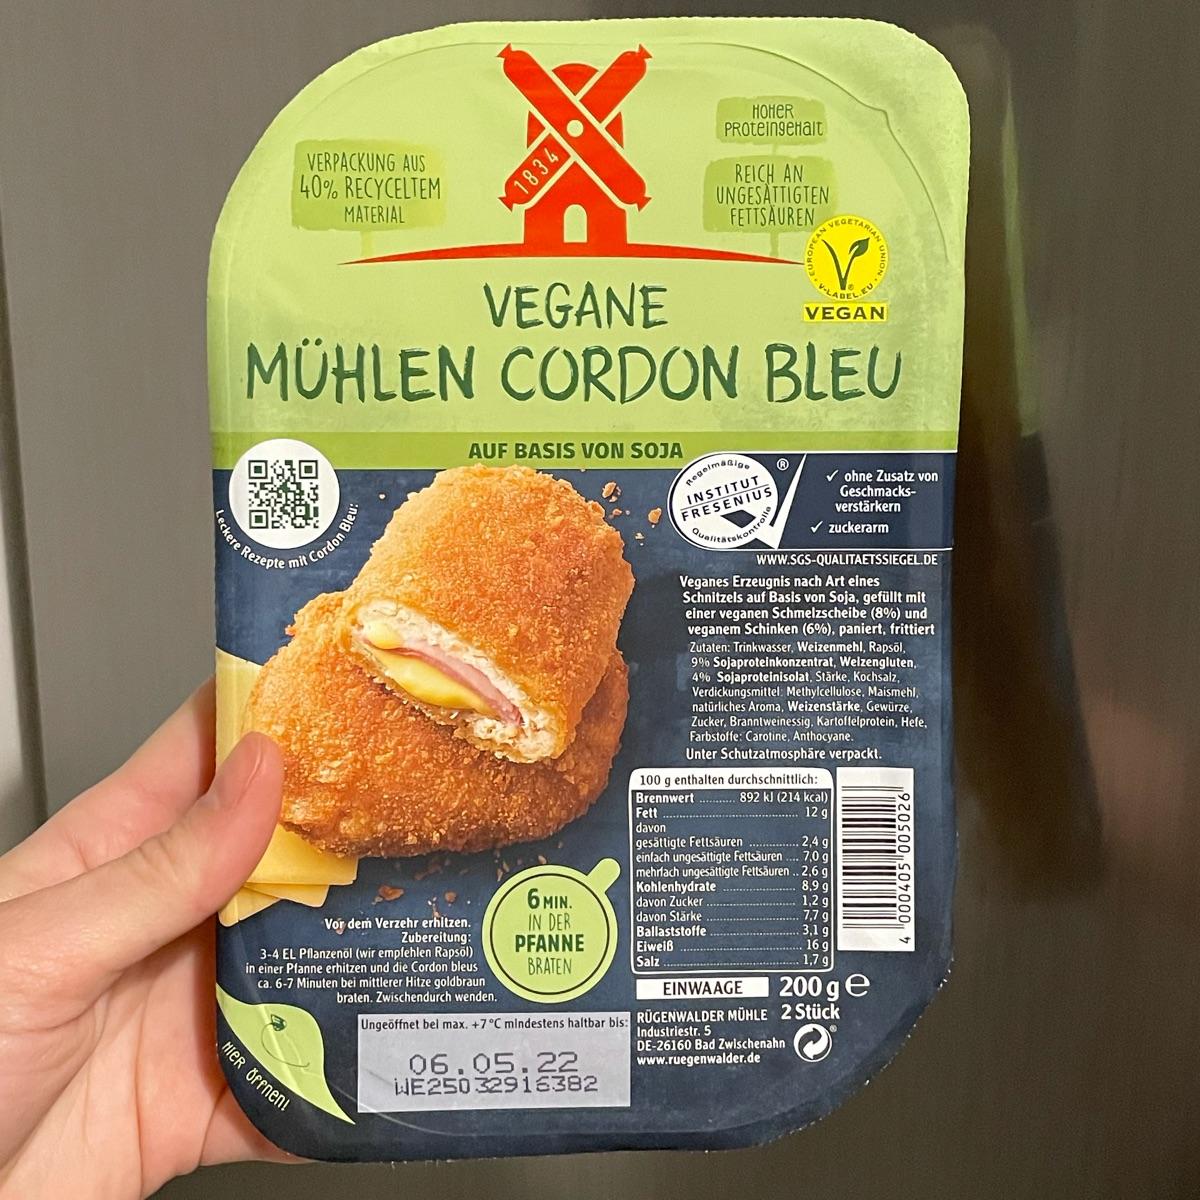 1834
VERPACKUNG AUS
40% RECYCELTEM
MATERIAL
HOHER
PROTEINGEHALT
REICH AN
UNGESÄTTIGTEN
FETTSÄUREN
EUROPEAN VEGETARIAN UNION
V-LABEL.EU
VEGAN
VEGANE
MÜHLEN CORDON BLEU
AUF BASIS VON SOJA
Leckere Rezepte mit Cordon Bleu:
Regelmäßige
INSTITUT
FRESENIUS
Qualitätskontrolle
®
✓ ohne Zusatz von
Geschmacks-
verstärkern
✓ zuckerarm
WWW.SGS-QUALITAETSSIEGEL.DE
Veganes Erzeugnis nach Art eines
Schnitzels auf Basis von Soja, gefüllt mit
einer veganen Schmelzscheibe (8%) und
veganem Schinken (6%), paniert, frittiert
Zutaten: Trinkwasser, Weizenmehl, Rapsöl,
9% Sojaproteinkonzentrat, Weizengluten,
4% Sojaproteinisolat, Stärke, Kochsalz,
Verdickungsmittel: Methylcellulose, Maismehl,
natürliches Aroma, Weizenstärke, Gewürze,
Zucker, Branntweinessig, Kartoffelprotein, Hefe,
Farbstoffe: Carotine, Anthocyane.
Unter Schutzatmosphäre verpackt.
100 g enthalten durchschnittlich:
Brennwert .......... 892 kJ (214 kcal)
Fett .......... 12 g
davon
gesättigte Fettsäuren .......... 2,4 g
einfach ungesättigte Fettsäuren .... 7,0 g
mehrfach ungesättigte Fettsäuren .. 2,6 g
Kohlenhydrate .......... 8,9 g
davon Zucker .......... 1,2 g
davon Stärke .......... 7,7 g
Ballaststoffe .......... 3,1 g
Eiweiß .......... 16 g
Salz .......... 1,7 g
4 000405 005026
6 MIN.
IN DER
PFANNE
BRATEN
Vor dem Verzehr erhitzen.
Zubereitung:
3-4 EL Pflanzenöl (wir empfehlen Rapsöl)
in einer Pfanne erhitzen und die Cordon bleus
ca. 6-7 Minuten bei mittlerer Hitze goldbraun
braten. Zwischendurch wenden.
EINWAAGE 200 g e
2 Stück
RÜGENWALDER MÜHLE
Industriestr. 5
DE-26160 Bad Zwischenahn
www.ruegenwalder.de
Ungeöffnet bei max. +7°C mindestens haltbar bis:
06.05.22
WE25032916382
HIER ÖFFNEN!